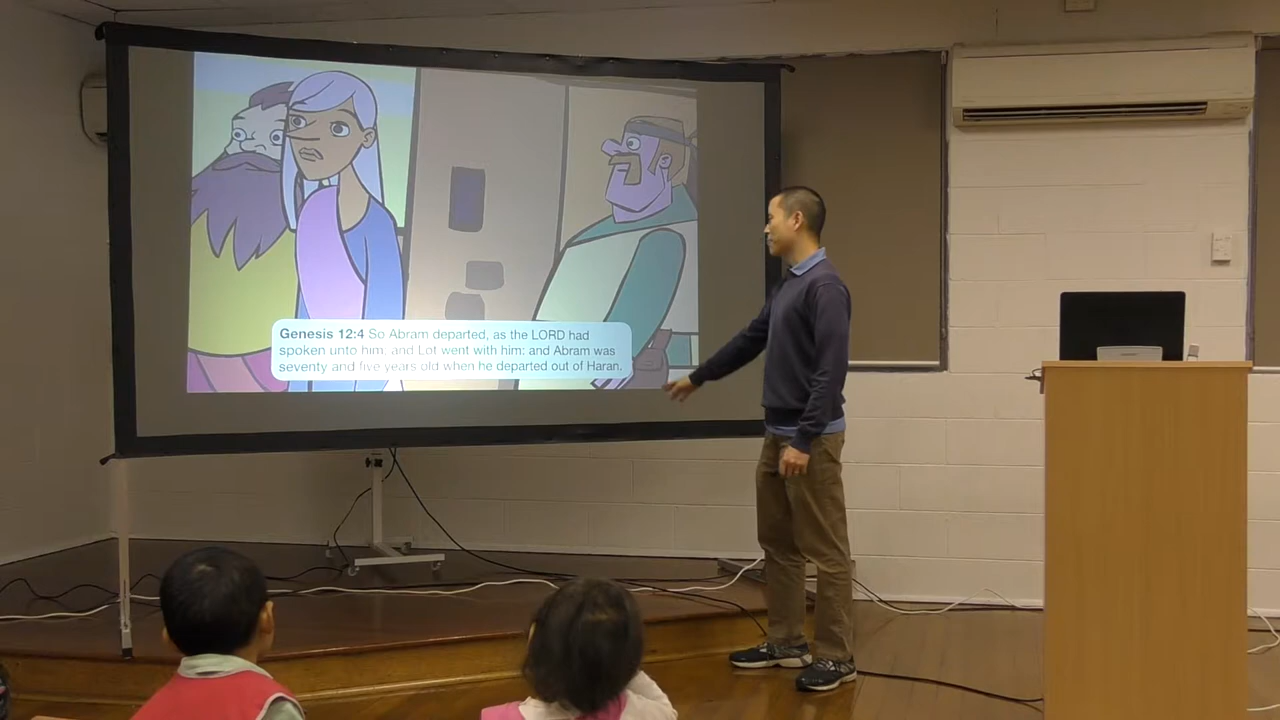 Genesis 12:4 So Abram departed, as the LORD had
spoken unto him: and Lot went with him: and Abram was
seventy and five years old when he departed out of Haran.